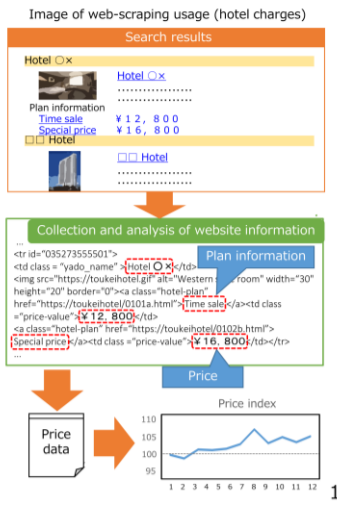 Image of web-scraping usage (hotel charges)
Search results
Hotel ○×
Hotel ○×
..................
..................
Plan information
Time sale ¥１２，８００
Special price ¥１６，８００
□□ Hotel
□□ Hotel
..................
..................
Collection and analysis of website information
...
<tr id="035273555501">
<td class = "yado_name" >Hotel ○×</td>
Plan information
<img src="https://toukeihotel.gif" alt="Western room" width="30"
height="20" border="0"><a class="hotel-plan"
href="https://toukeihotel/0101a.html">Time sale</a><td class
="price-value">¥12, 800</td>
<a class="hotel-plan" href="https://toukeihotel/0102b.html">
Special price</a><td class ="price-value">¥16, 800</td></tr>
...
Price
Price data
Price index
110
105
100
95
1 2 3 4 5 6 7 8 9 10 11 12
1